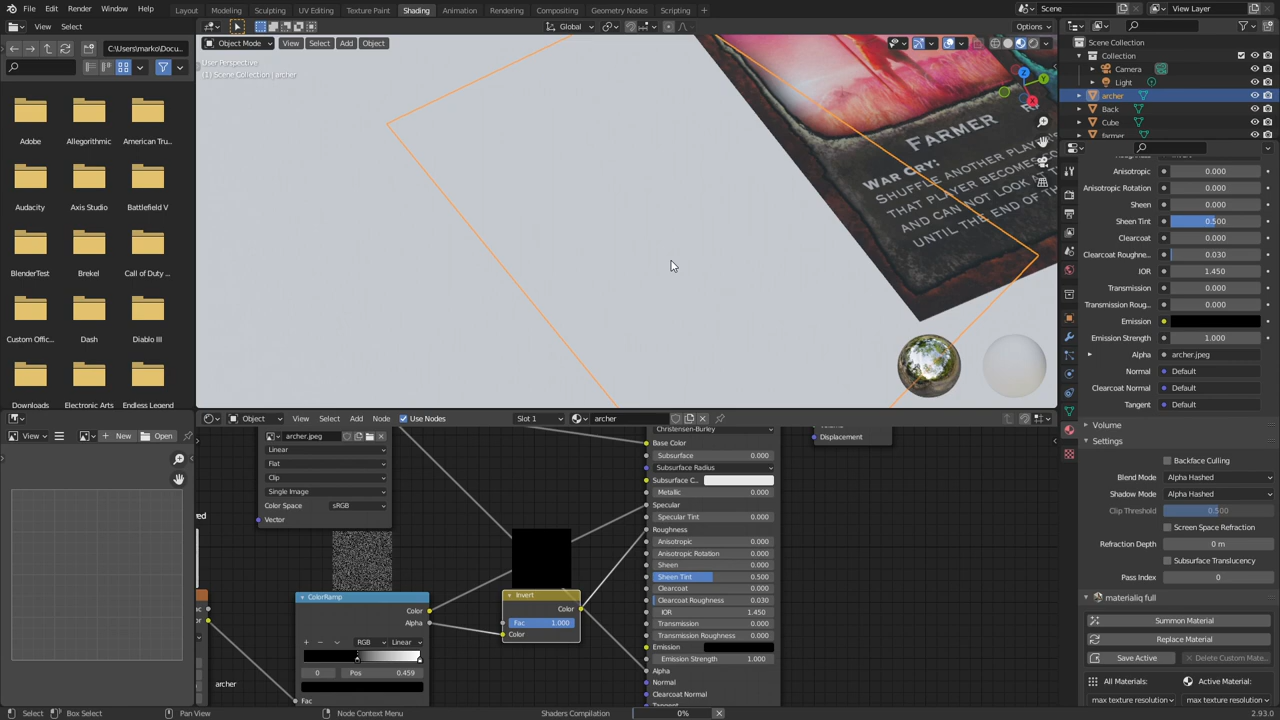 File Edit Render Window Help Layout Modeling Sculpting UV Editing Texture Paint Shading Animation Rendering Compositing Geometry Nodes Scripting Scene View Layer
View Select Global Options
C:\Users\marko\Docu... Object Mode View Select Add Object
User Perspective
(1) Scene Collection | archer
Adobe Allegorithmic American Tru...
Audacity Axis Studio Battlefield V
BlenderTest Brekel Call of Duty ...
Custom Offic... Dash Diablo III
Downloads Electronic Arts Endless Legend
FARMER
WAR CRY:
SHUFFLE ANOTHER PLAYER'S
THAT PLAYER BECOMES
AND CAN NOT LOOK AT T
UNTIL THE END OF TH
Z
Y
X
Scene Collection
Collection
Camera
Light
archer
Back
Cube
farmer
Anisotropic 0.000
Anisotropic Rotation 0.000
Sheen 0.000
Sheen Tint 0.500
Clearcoat 0.000
Clearcoat Roughne... 0.030
IOR 1.450
Transmission 0.000
Transmission Roug... 0.000
Emission
Emission Strength 1.000
Alpha archer.jpeg
Normal Default
Clearcoat Normal Default
Tangent Default
Volume
Settings
Backface Culling
Blend Mode Alpha Hashed
Shadow Mode Alpha Hashed
Clip Threshold 0.500
Screen Space Refraction
Refraction Depth 0 m
Subsurface Translucency
Pass Index 0
materialiq full
Summon Material
Replace Material
Save Active Delete Custom Mate...
All Materials: Active Material:
max texture resolution max texture resolution
View New Open
Object View Select Add Node Use Nodes Slot 1 archer
archer.jpeg
Linear
Flat
Clip
Single Image
Color Space sRGB
Vector
ColorRamp
Color
Alpha
RGB Linear
0 Pos 0.459
Fac
archer
Invert
Color
Fac 1.000
Color
Christensen-Burley
Base Color
Subsurface 0.000
Subsurface Radius
Subsurface C...
Metallic 0.000
Specular
Specular Tint 0.000
Roughness
Anisotropic 0.000
Anisotropic Rotation 0.000
Sheen 0.000
Sheen Tint 0.500
Clearcoat 0.000
Clearcoat Roughness 0.030
IOR 1.450
Transmission 0.000
Transmission Roughness 0.000
Emission
Emission Strength 1.000
Alpha
Normal
Clearcoat Normal
Displacement
Select Box Select Pan View Node Context Menu Shaders Compilation 0% 2.93.0